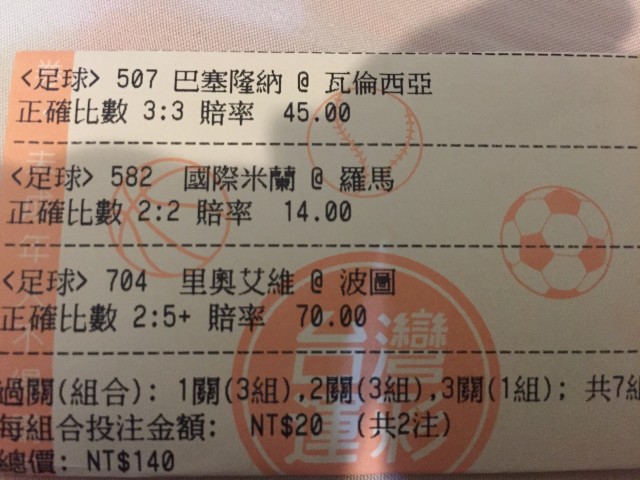 <足球> 507 巴塞隆納 @ 瓦倫西亞
正確比數 3:3 賠率 45.00
<足球> 582 國際米蘭 @ 羅馬
正確比數 2:2 賠率 14.00
<足球> 704 里奧艾維 @ 波圖
正確比數 2:5+ 賠率 70.00
過關(組合): 1關(3組),2關(3組),3關(1組); 共7組
每組合投注金額: NT$20 (共2注)
總價: NT$140
台灣
運彩